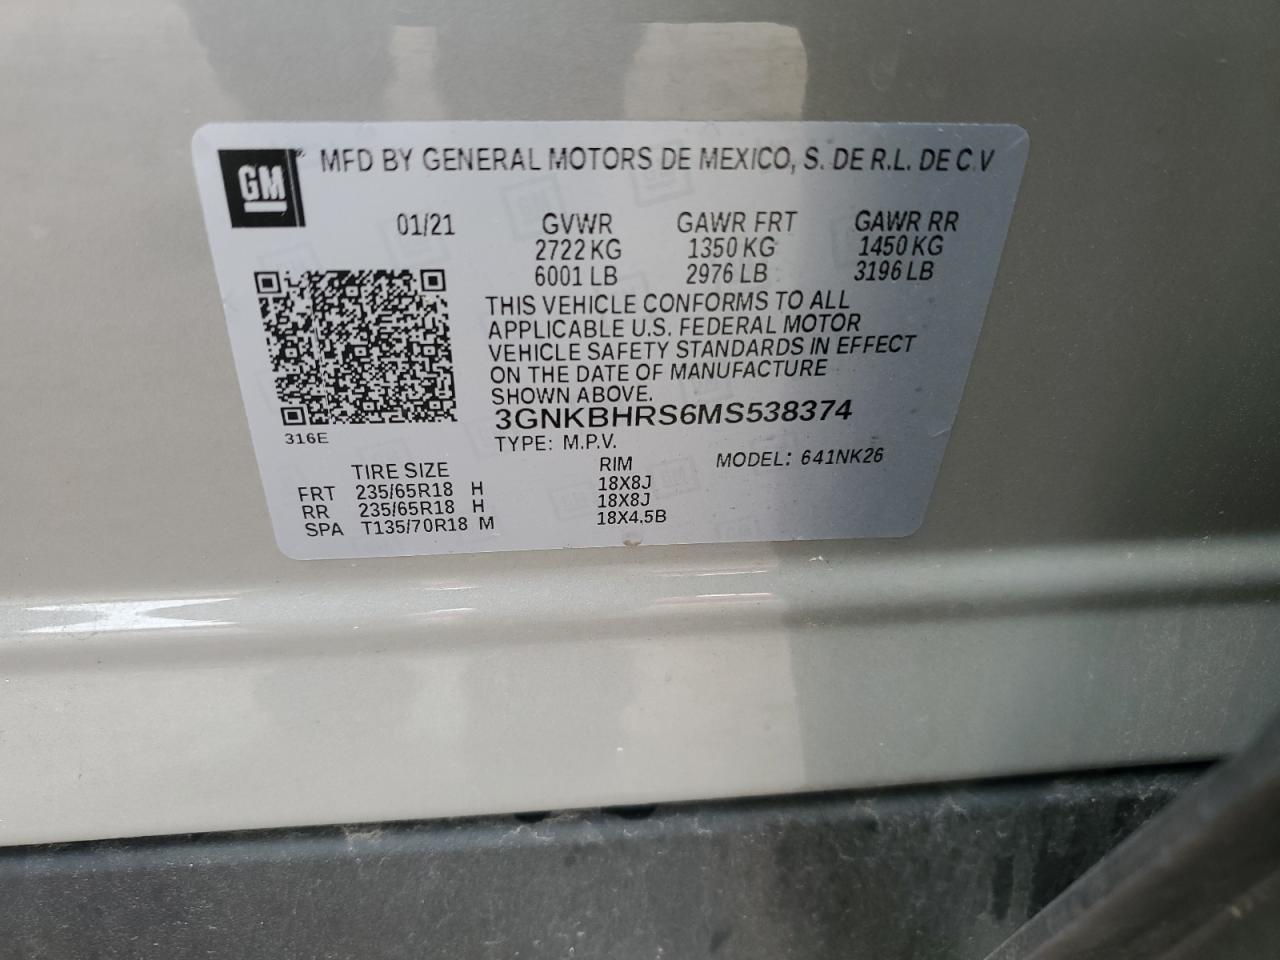 GM
MFD BY GENERAL MOTORS DE MEXICO, S. DE R.L. DE C.V
01/21 GVWR GAWR FRT GAWR RR
2722 KG 1350 KG 1450 KG
6001 LB 2976 LB 3196 LB
THIS VEHICLE CONFORMS TO ALL
APPLICABLE U.S. FEDERAL MOTOR
VEHICLE SAFETY STANDARDS IN EFFECT
ON THE DATE OF MANUFACTURE
SHOWN ABOVE.
3GNKBHRS6MS538374
316E
TYPE: M.P.V. MODEL: 641NK26
TIRE SIZE RIM
FRT 235/65R18 H 18X8J
RR 235/65R18 H 18X8J
SPA T135/70R18 M 18X4.5B